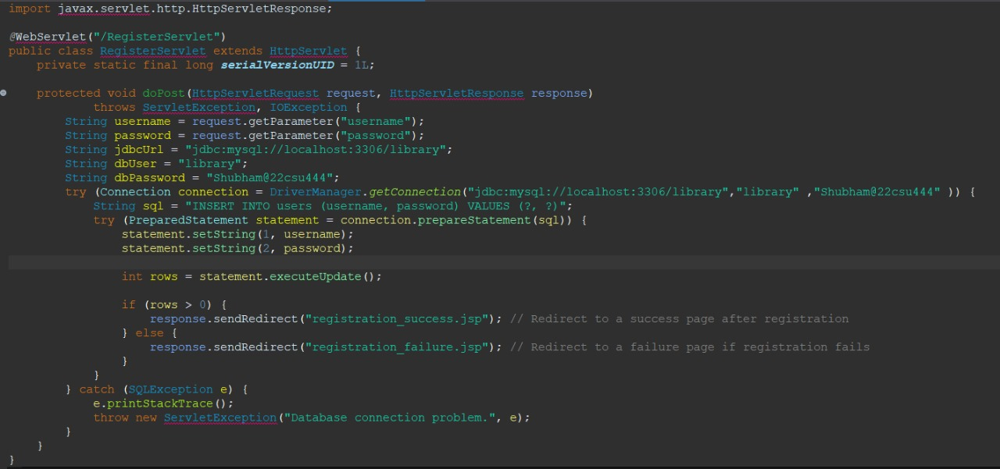 import javax.servlet.http.HttpServletResponse;
@WebServlet("/RegisterServlet")
public class RegisterServlet extends HttpServlet {
private static final long serialVersionUID = 1L;
protected void doPost(HttpServletRequest request, HttpServletResponse response)
throws ServletException, IOException {
String username = request.getParameter("username");
String password = request.getParameter("password");
String jdbcUrl = "jdbc:mysql://localhost:3306/library";
String dbUser = "library";
String dbPassword = "Shubham@22csu444";
try (Connection connection = DriverManager.getConnection("jdbc:mysql://localhost:3306/library","library" ,"Shubham@22csu444" )) {
String sql = "INSERT INTO users (username, password) VALUES (?, ?)";
try (PreparedStatement statement = connection.prepareStatement(sql)) {
statement.setString(1, username);
statement.setString(2, password);
int rows = statement.executeUpdate();
if (rows > 0) {
response.sendRedirect("registration_success.jsp"); // Redirect to a success page after registration
} else {
response.sendRedirect("registration_failure.jsp"); // Redirect to a failure page if registration fails
}
}
} catch (SQLException e) {
e.printStackTrace();
throw new ServletException("Database connection problem.", e);
}
}
}